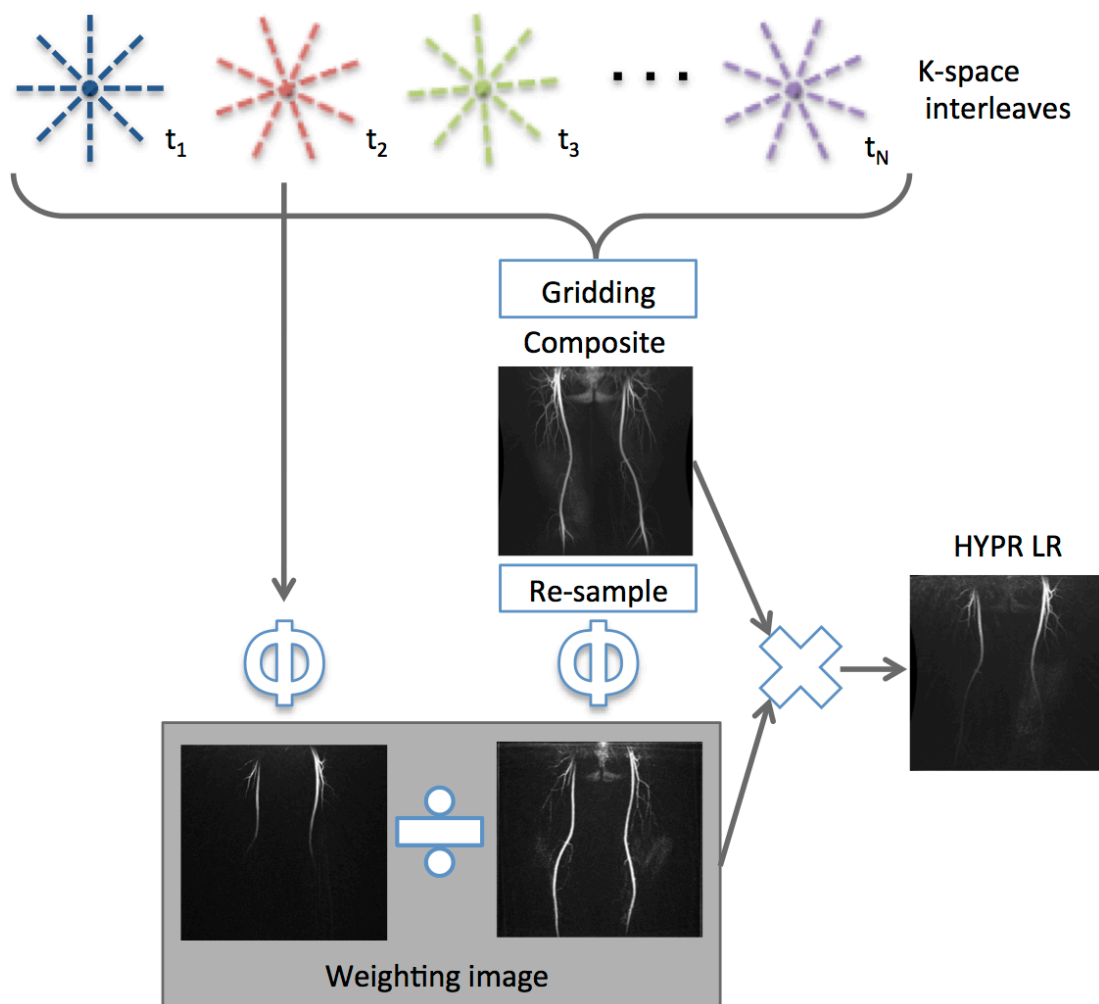 t1
t2
t3
. . .
tN
K-space
interleaves
Gridding
Composite
Re-sample
HYPR LR
Φ
Φ
Weighting image